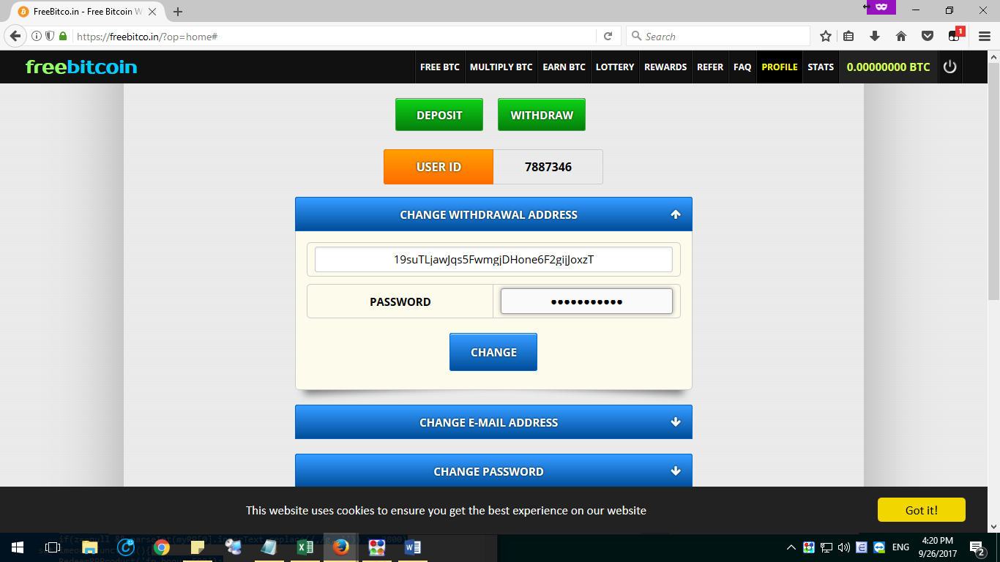 FreeBitco.in - Free Bitcoin W
https://freebitco.in/?op=home#
Search
1
freebitcoin
FREE BTC
MULTIPLY BTC
EARN BTC
LOTTERY
REWARDS
REFER
FAQ
PROFILE
STATS
0.00000000 BTC
DEPOSIT
WITHDRAW
USER ID
7887346
CHANGE WITHDRAWAL ADDRESS
19suTLjawJqs5FwmgjDHone6F2gijJoxzT
PASSWORD
CHANGE
CHANGE E-MAIL ADDRESS
CHANGE PASSWORD
This website uses cookies to ensure you get the best experience on our website
Got it!
ENG
4:20 PM
9/26/2017
2